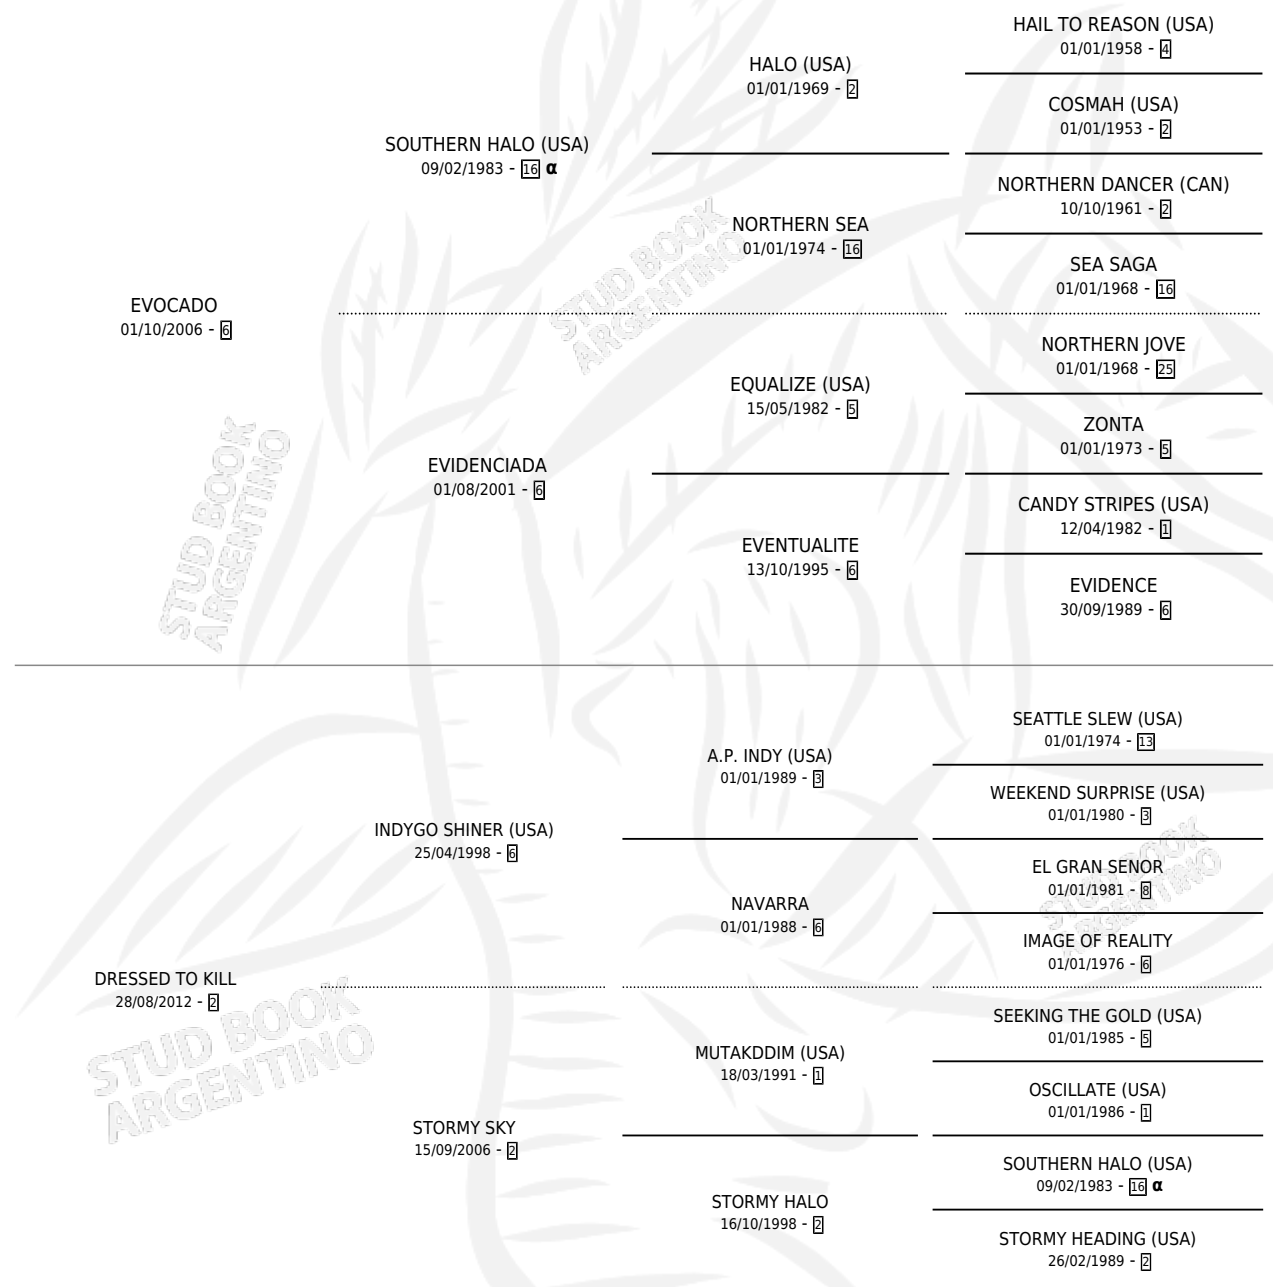 HAIL TO REASON (USA)
01/01/1958 - 4
HALO (USA)
01/01/1969 - 2
COSMAH (USA)
01/01/1953 - 2
SOUTHERN HALO (USA)
09/02/1983 - 16 α
NORTHERN DANCER (CAN)
10/10/1961 - 2
NORTHERN SEA
01/01/1974 - 16
SEA SAGA
01/01/1968 - 16
EVOCADO
01/10/2006 - 6
NORTHERN JOVE
01/01/1968 - 25
EQUALIZE (USA)
15/05/1982 - 5
ZONTA
01/01/1973 - 5
EVIDENCIADA
01/08/2001 - 6
CANDY STRIPES (USA)
12/04/1982 - 1
EVENTUALITE
13/10/1995 - 6
EVIDENCE
30/09/1989 - 6
STUD BOOK
ARGENTINO
STUD BOOK
ARGENTINO
SEATTLE SLEW (USA)
01/01/1974 - 13
A.P. INDY (USA)
01/01/1989 - 3
WEEKEND SURPRISE (USA)
01/01/1980 - 3
INDYGO SHINER (USA)
25/04/1998 - 6
EL GRAN SENOR
01/01/1981 - 8
NAVARRA
01/01/1988 - 6
IMAGE OF REALITY
01/01/1976 - 6
DRESSED TO KILL
28/08/2012 - 2
SEEKING THE GOLD (USA)
01/01/1985 - 5
MUTAKDDIM (USA)
18/03/1991 - 1
OSCILLATE (USA)
01/01/1986 - 1
STORMY SKY
15/09/2006 - 2
SOUTHERN HALO (USA)
09/02/1983 - 16 α
STORMY HALO
16/10/1998 - 2
STORMY HEADING (USA)
26/02/1989 - 2
STUD BOOK
ARGENTINO
STUD BOOK
ARGENTINO